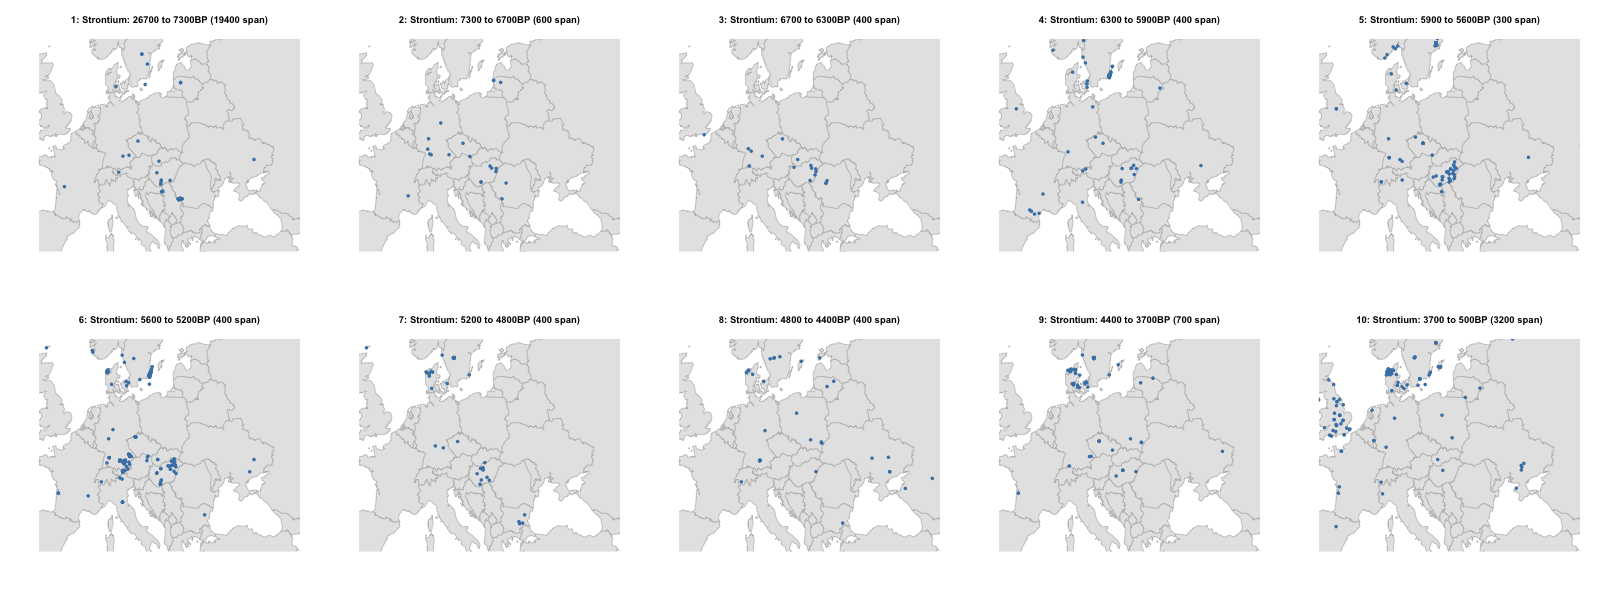 1: Strontium: 26700 to 7300BP (19400 span)
2: Strontium: 7300 to 6700BP (600 span)
3: Strontium: 6700 to 6300BP (400 span)
4: Strontium: 6300 to 5900BP (400 span)
5: Strontium: 5900 to 5600BP (300 span)
6: Strontium: 5600 to 5200BP (400 span)
7: Strontium: 5200 to 4800BP (400 span)
8: Strontium: 4800 to 4400BP (400 span)
9: Strontium: 4400 to 3700BP (700 span)
10: Strontium: 3700 to 500BP (3200 span)